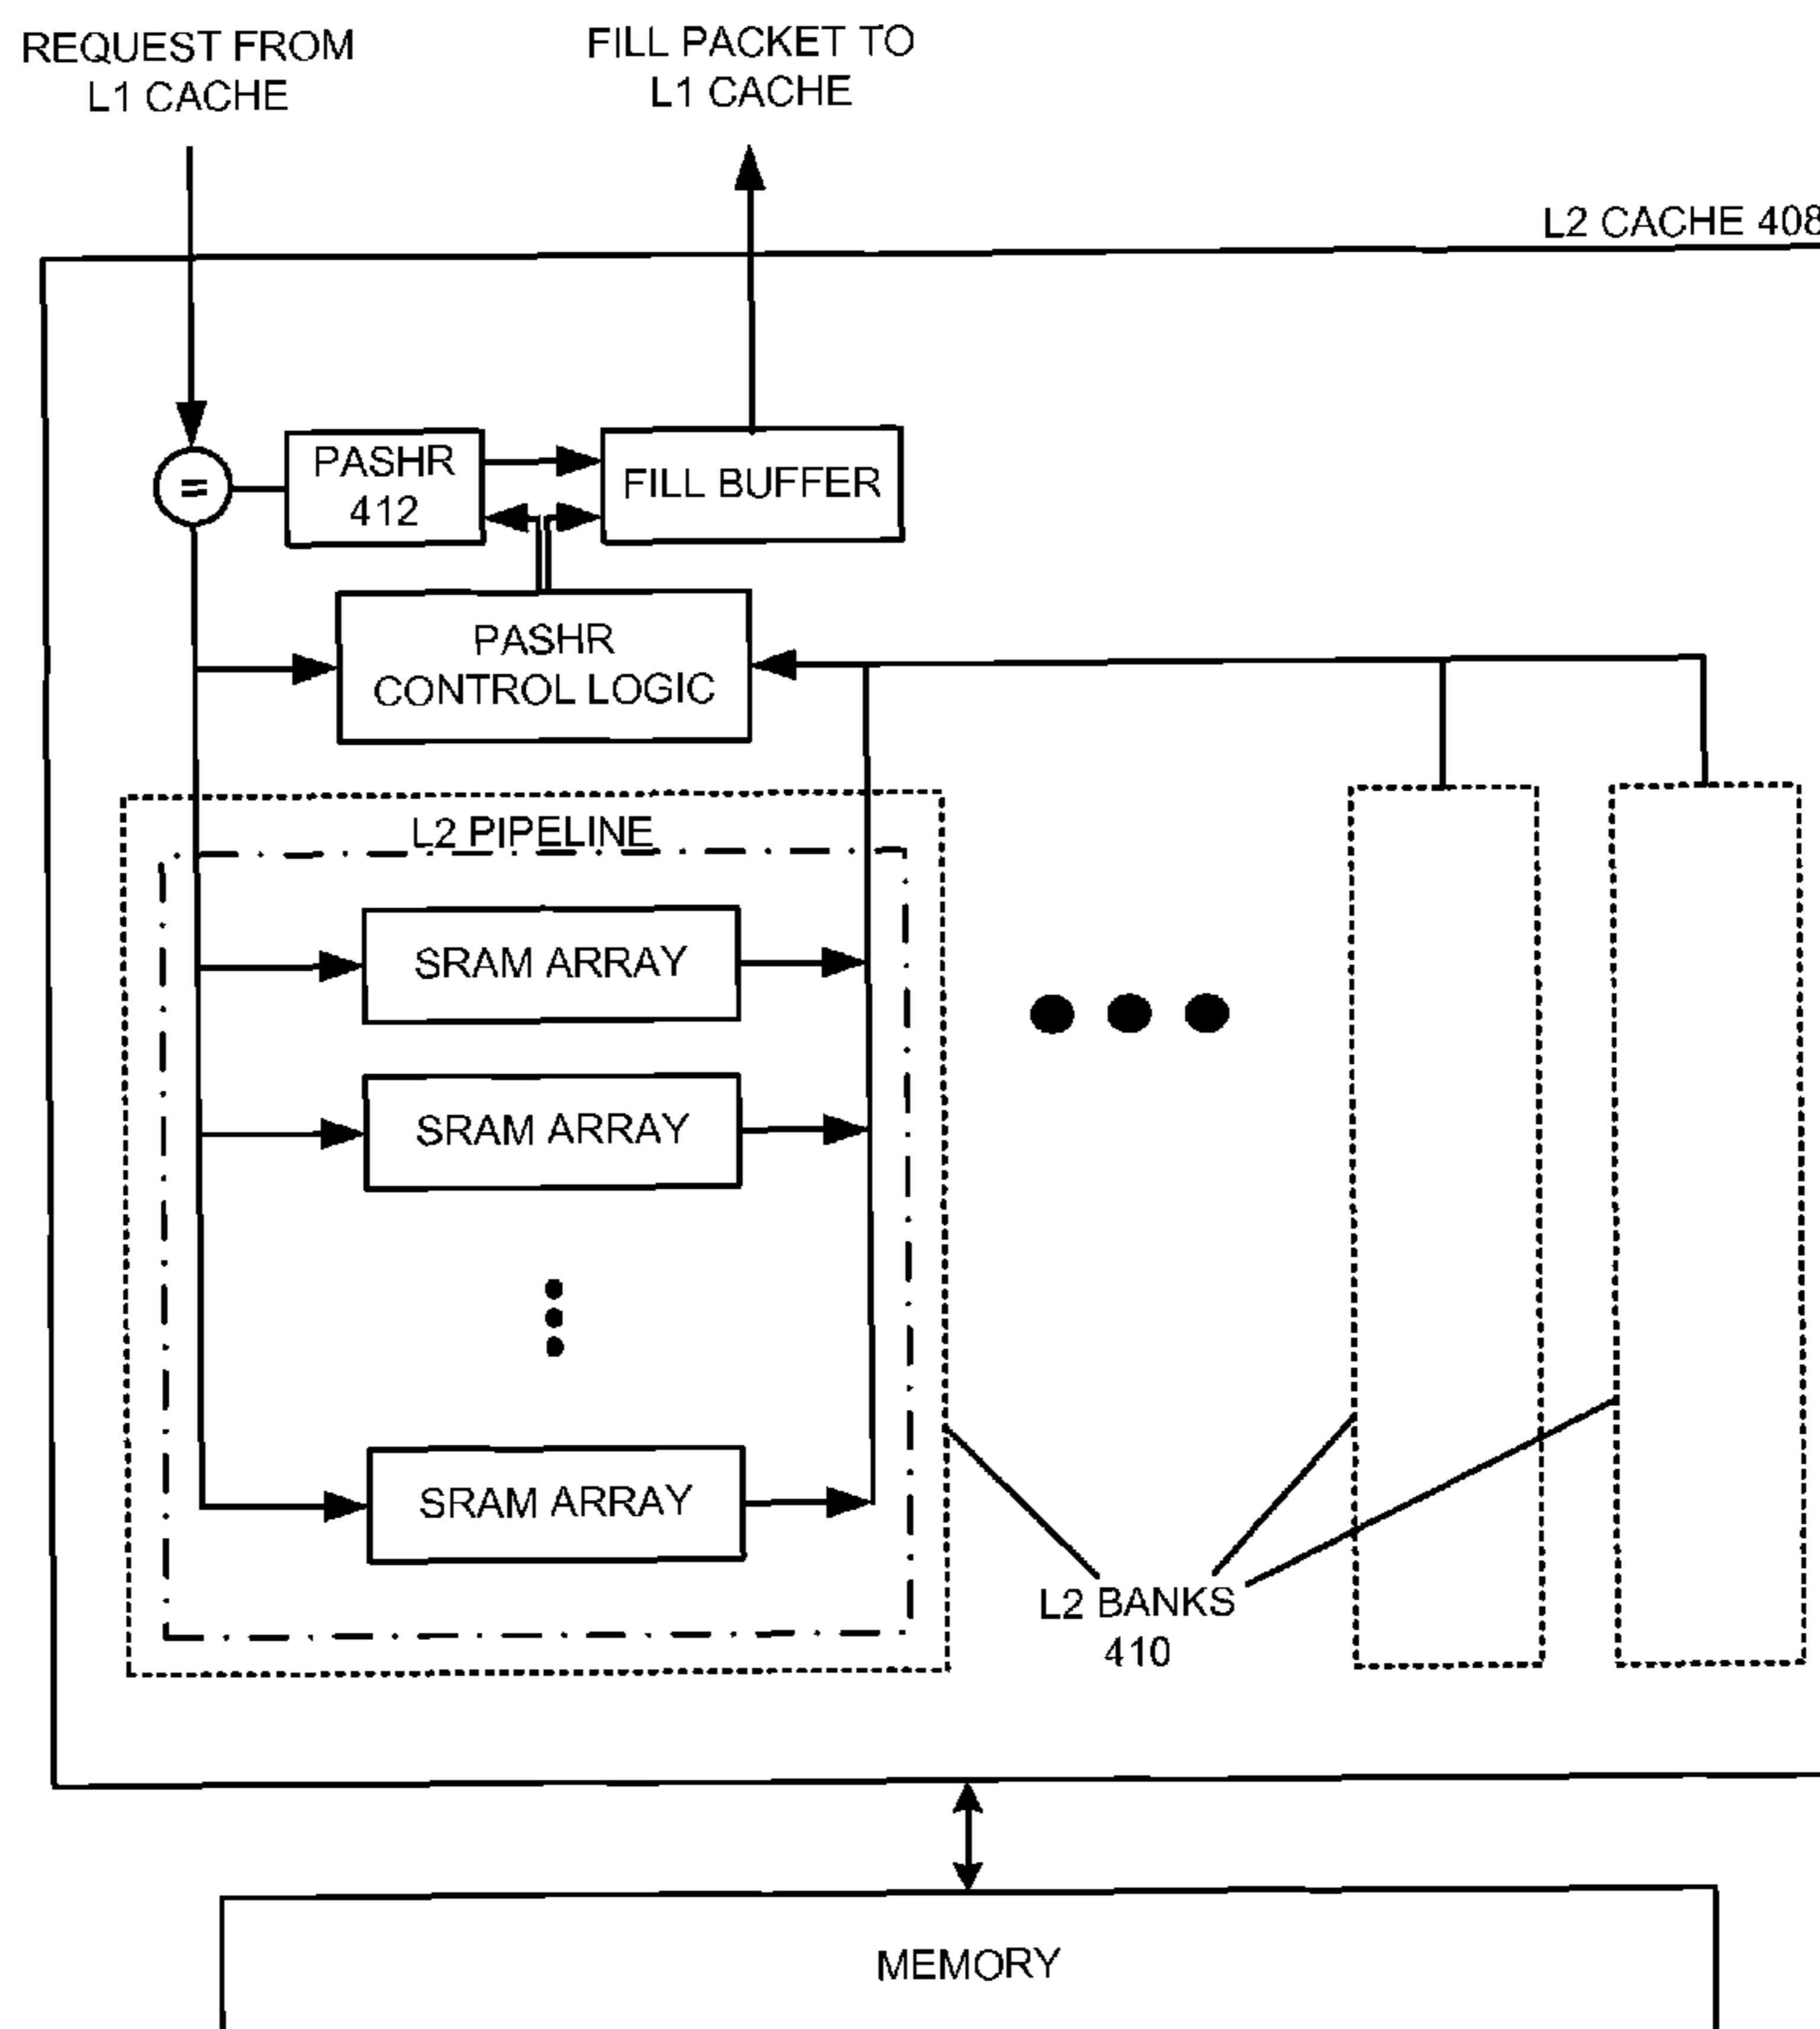 REQUEST FROM
L1 CACHE
FILL PACKET TO
L1 CACHE
L2 CACHE 408
=
PASHR
412
FILL BUFFER
PASHR
CONTROL LOGIC
L2 PIPELINE
SRAM ARRAY
SRAM ARRAY
SRAM ARRAY
L2 BANKS
410
MEMORY